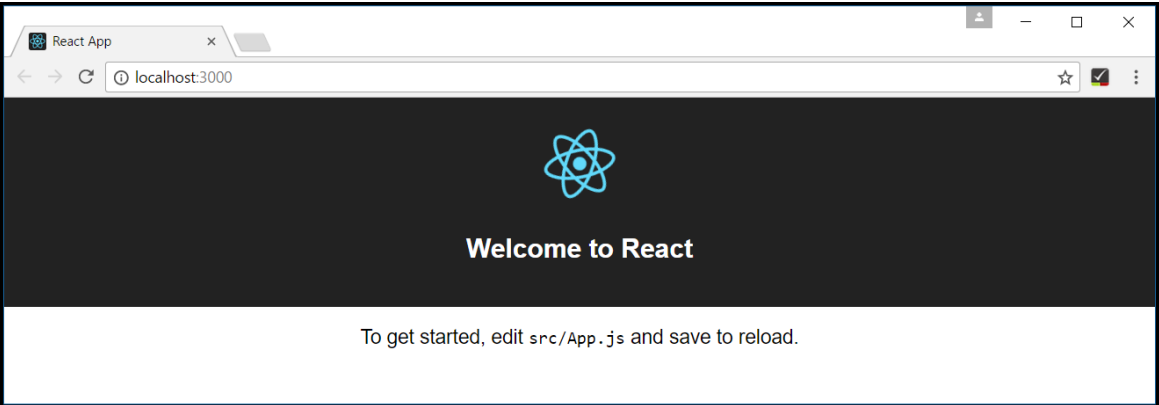 React App
localhost:3000
Welcome to React
To get started, edit src/App.js and save to reload.